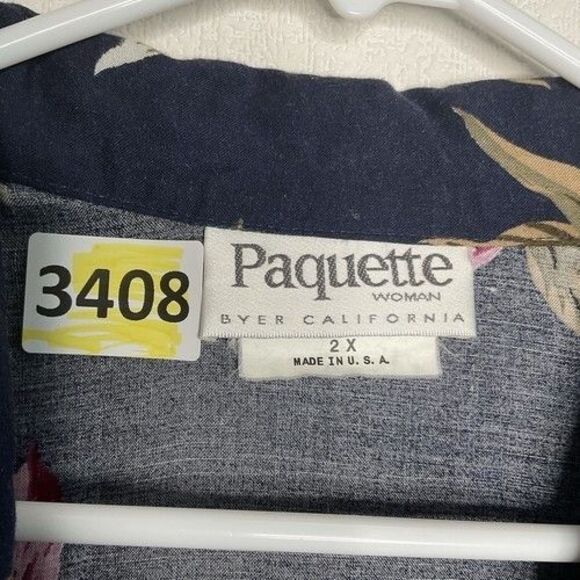 3408
Paquette
WOMAN
BYER CALIFORNIA
2 X
MADE IN U. S. A.